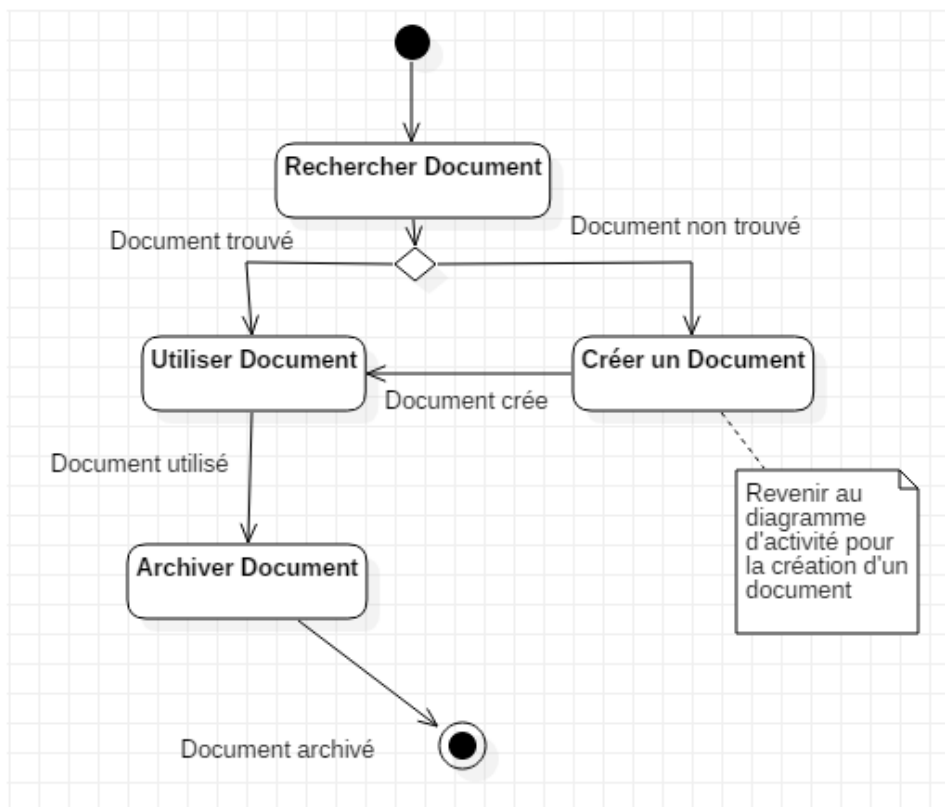 Rechercher Document
Document trouvé
Document non trouvé
Utiliser Document
Créer un Document
Document crée
Document utilisé
Revenir au
diagramme
d'activité pour
la création d'un
document
Archiver Document
Document archivé